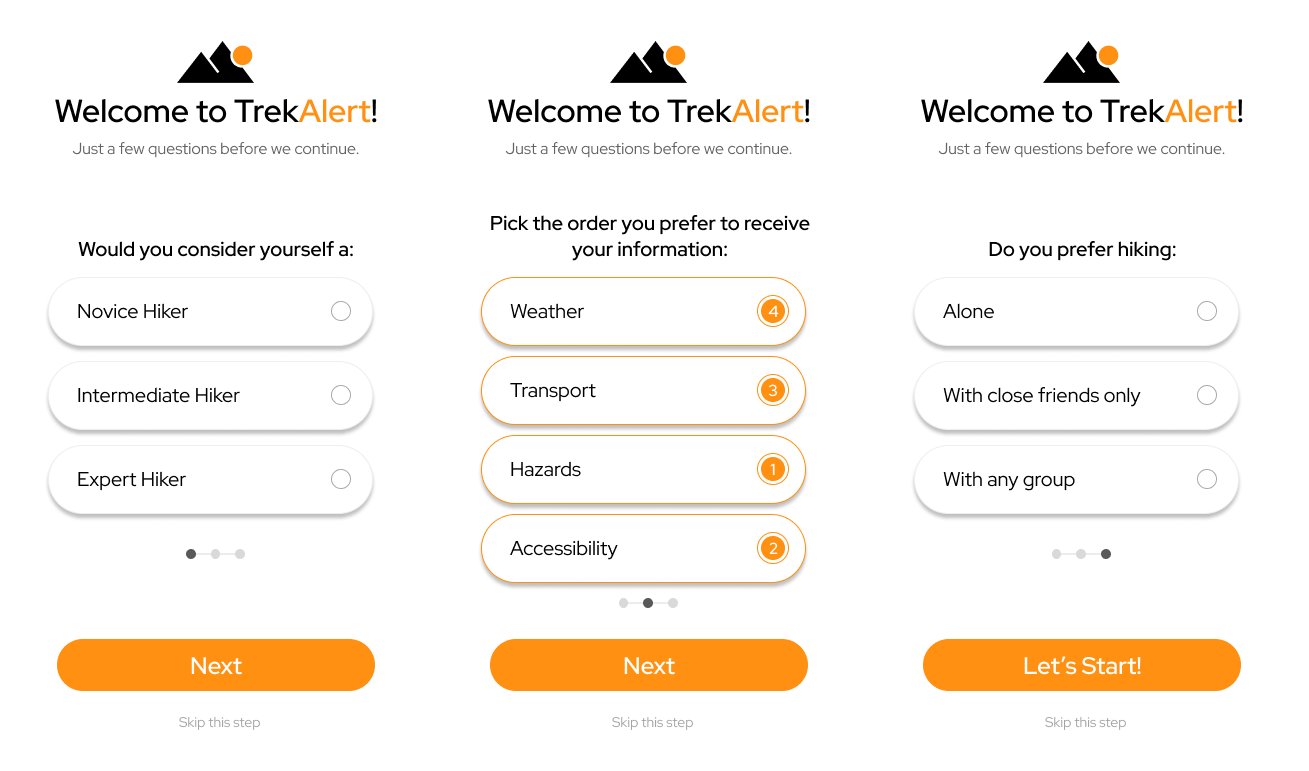 Welcome to TrekAlert!
Just a few questions before we continue.
Would you consider yourself a:
Novice Hiker
Intermediate Hiker
Expert Hiker
Next
Skip this step
Welcome to TrekAlert!
Just a few questions before we continue.
Pick the order you prefer to receive
your information:
Weather 4
Transport 3
Hazards 1
Accessibility 2
Next
Skip this step
Welcome to TrekAlert!
Just a few questions before we continue.
Do you prefer hiking:
Alone
With close friends only
With any group
Let’s Start!
Skip this step